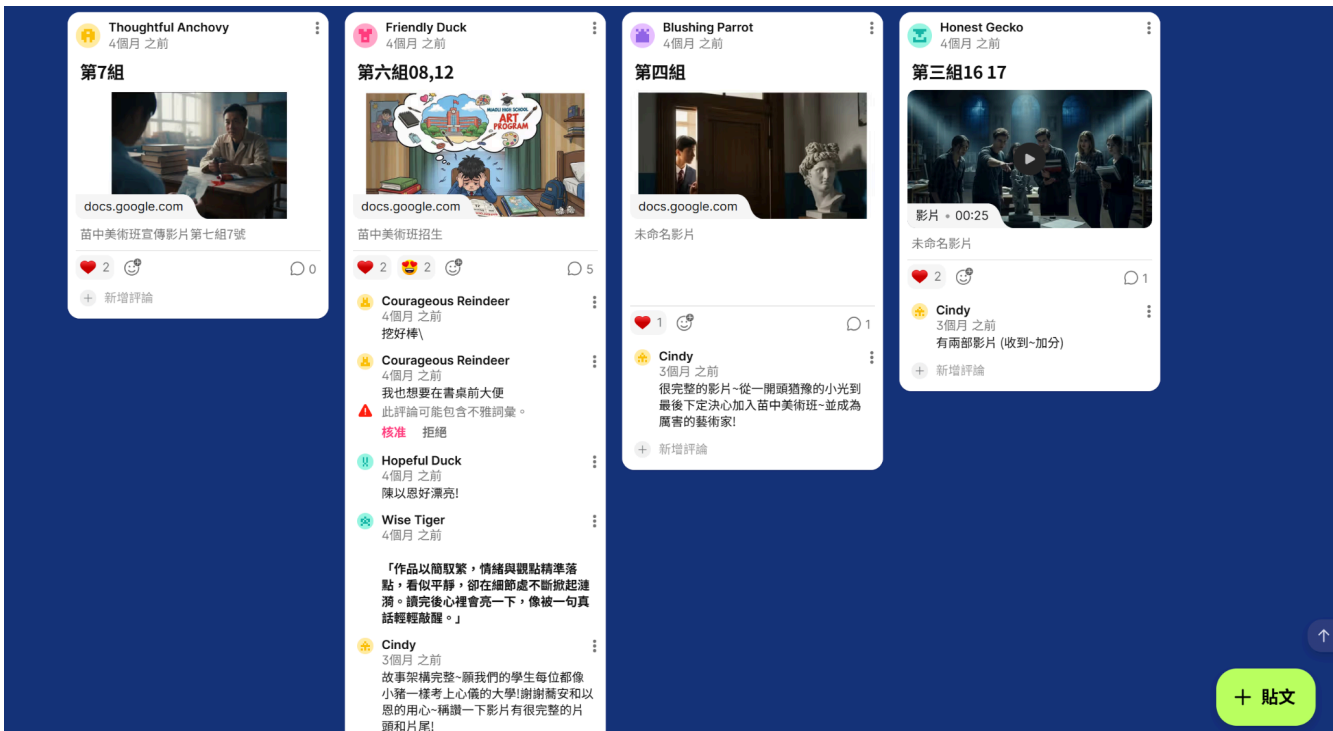 Thoughtful Anchovy
4個月 之前
第7組
docs.google.com
苗中美術班宣傳影片第七組7號
2
0
新增評論
Friendly Duck
4個月 之前
第六組08,12
MIAOLI HIGH SCHOOL
ART
PROGRAM
docs.google.com
苗中美術班招生
2
2
5
Courageous Reindeer
4個月 之前
挖好棒\
Courageous Reindeer
4個月 之前
我也想要在書桌前大便
此評論可能包含不雅詞彙。
核准 拒絕
Hopeful Duck
4個月 之前
陳以恩好漂亮!
Wise Tiger
4個月 之前
「作品以簡馭繁，情緒與觀點精準落
點，看似平靜，卻在細節處不斷掀起漣
漪。讀完後心裡會亮一下，像被一句真
話輕輕敲醒。」
Cindy
3個月 之前
故事架構完整~願我們的學生每位都像
小豬一樣考上心儀的大學!謝謝蕎安和以
恩的用心~稱讚一下影片有很完整的片
頭和片尾!
Blushing Parrot
4個月 之前
第四組
docs.google.com
未命名影片
1
1
Cindy
3個月 之前
很完整的影片~從一開頭猶豫的小光到
最後下定決心加入苗中美術班~並成為
厲害的藝術家!
新增評論
Honest Gecko
4個月 之前
第三組16 17
影片 • 00:25
未命名影片
2
1
Cindy
3個月 之前
有兩部影片 (收到~加分)
新增評論
貼文